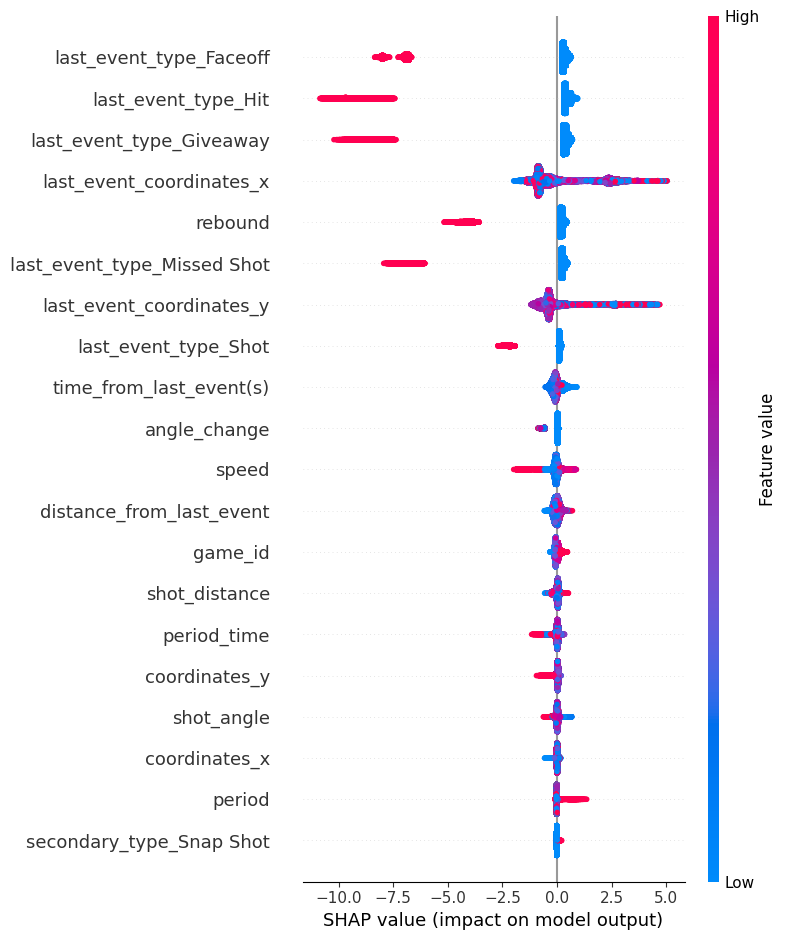 High
last_event_type_Faceoff
last_event_type_Hit
last_event_type_Giveaway
last_event_coordinates_x
rebound
last_event_type_Missed Shot
last_event_coordinates_y
last_event_type_Shot
time_from_last_event(s)
angle_change
speed
distance_from_last_event
game_id
shot_distance
period_time
coordinates_y
shot_angle
coordinates_x
period
secondary_type_Snap Shot
Feature value
Low
−10.0 −7.5 −5.0 −2.5 0.0 2.5 5.0
SHAP value (impact on model output)